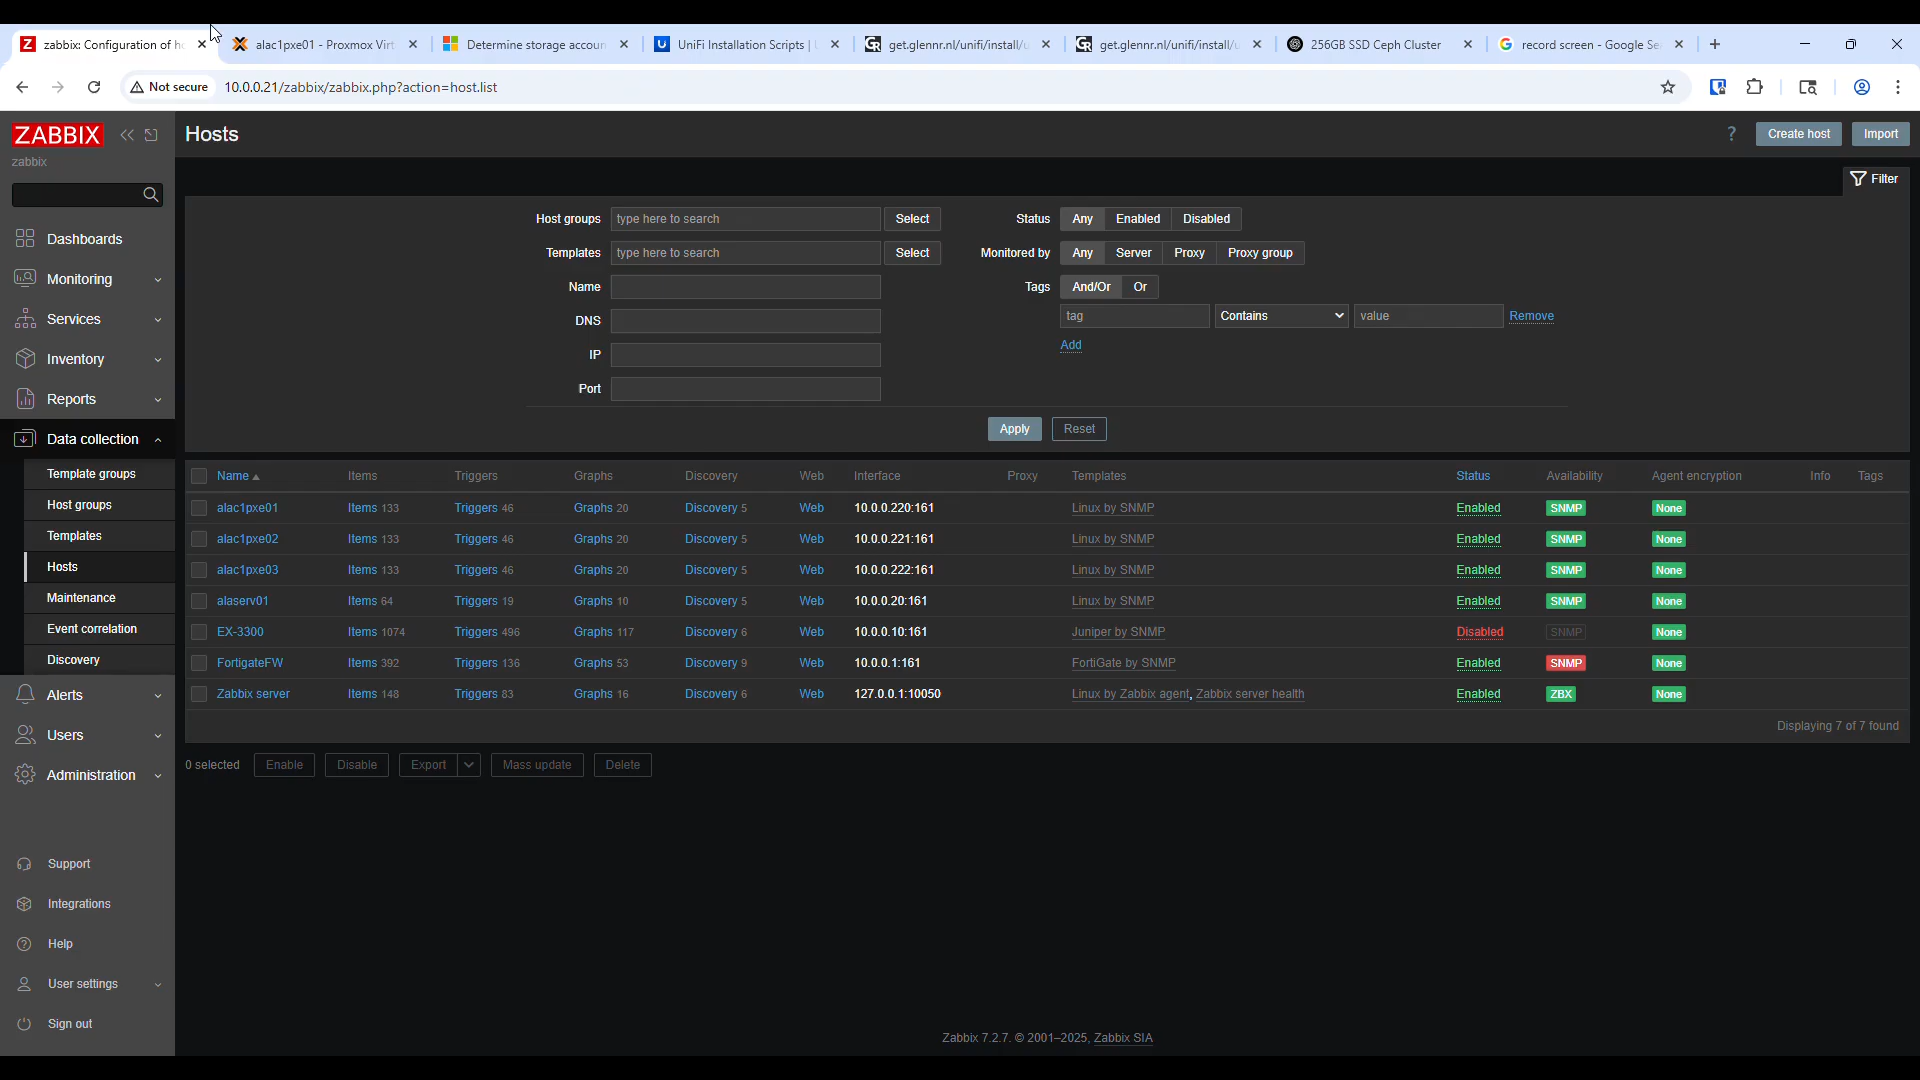 zabbix: Configuration of ho
alac1pxe01 - Proxmox Virt
Determine storage accoun
UniFi Installation Scripts |
get.glennr.nl/unifi/install/u
get.glennr.nl/unifi/install/u
256GB SSD Ceph Cluster
record screen - Google Se
Not secure
10.0.0.21/zabbix/zabbix.php?action=host.list
ZABBIX
zabbix
Hosts
?
Create host
Import
Filter
Dashboards
Monitoring
Services
Inventory
Reports
Data collection
Template groups
Host groups
Templates
Hosts
Maintenance
Event correlation
Discovery
Alerts
Users
Administration
Support
Integrations
Help
User settings
Sign out
Host groups type here to search Select
Templates type here to search Select
Name
DNS
IP
Port
Status Any Enabled Disabled
Monitored by Any Server Proxy Proxy group
Tags And/Or Or
tag Contains value Remove
Add
Apply Reset
Name Items Triggers Graphs Discovery Web Interface Proxy Templates Status Availability Agent encryption Info Tags
alac1pxe01 Items 133 Triggers 46 Graphs 20 Discovery 5 Web 10.0.0.220:161 Linux by SNMP Enabled SNMP None
alac1pxe02 Items 133 Triggers 46 Graphs 20 Discovery 5 Web 10.0.0.221:161 Linux by SNMP Enabled SNMP None
alac1pxe03 Items 133 Triggers 46 Graphs 20 Discovery 5 Web 10.0.0.222:161 Linux by SNMP Enabled SNMP None
alaserv01 Items 64 Triggers 19 Graphs 10 Discovery 5 Web 10.0.0.20:161 Linux by SNMP Enabled SNMP None
EX-3300 Items 1074 Triggers 496 Graphs 117 Discovery 6 Web 10.0.0.10:161 Juniper by SNMP Disabled SNMP None
FortigateFW Items 392 Triggers 136 Graphs 53 Discovery 9 Web 10.0.0.1:161 FortiGate by SNMP Enabled SNMP None
Zabbix server Items 148 Triggers 83 Graphs 16 Discovery 6 Web 127.0.0.1:10050 Linux by Zabbix agent, Zabbix server health Enabled ZBX None
Displaying 7 of 7 found
0 selected Enable Disable Export Mass update Delete
Zabbix 7.2.7. © 2001–2025, Zabbix SIA